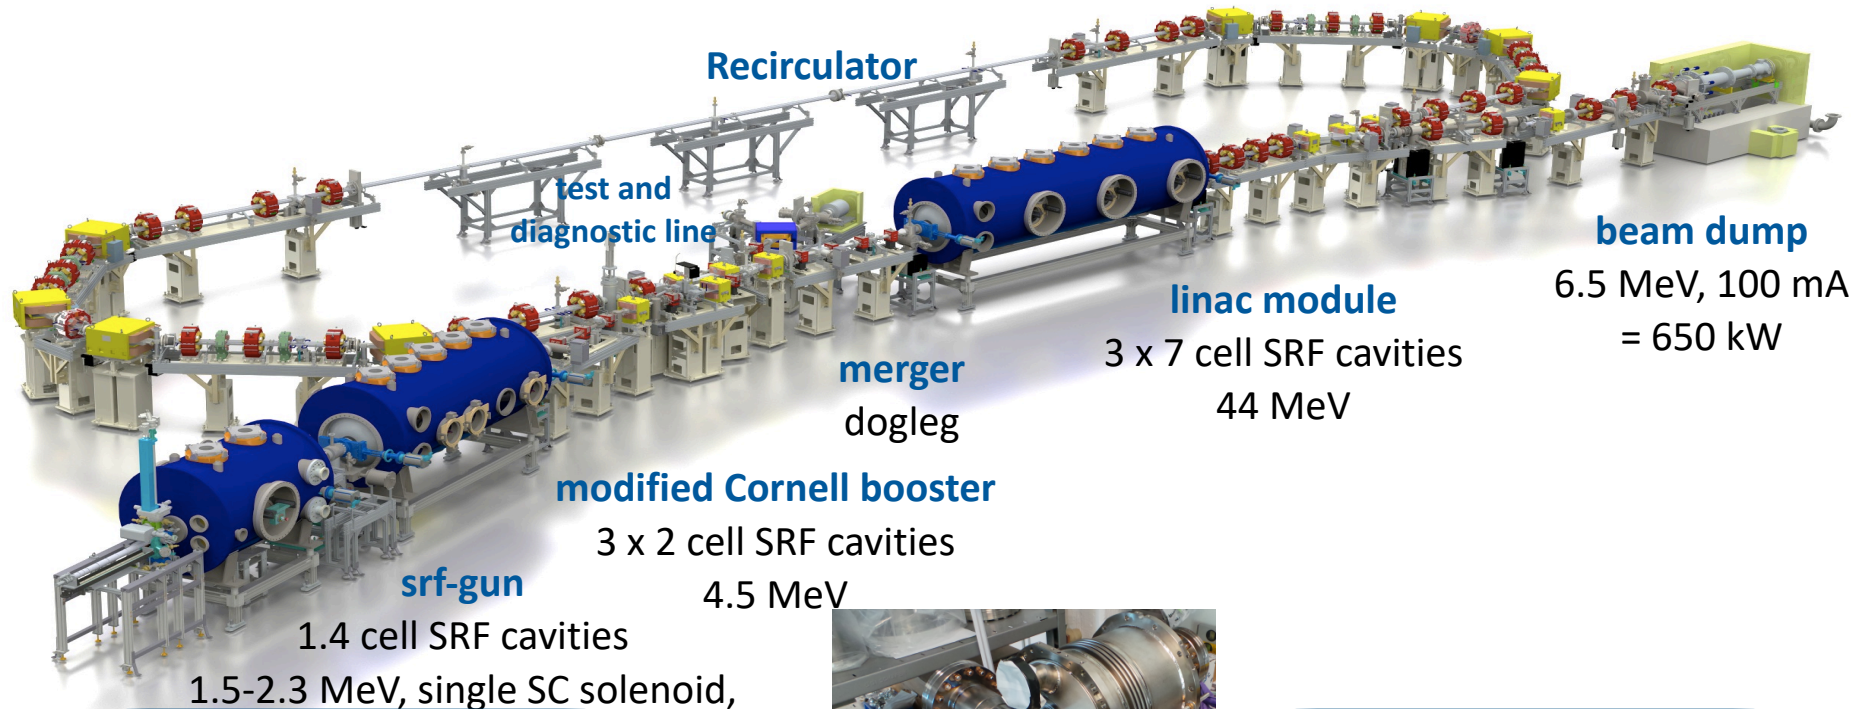 Recirculator
test and
diagnostic line
beam dump
6.5 MeV, 100 mA
= 650 kW
linac module
3 x 7 cell SRF cavities
44 MeV
merger
dogleg
modified Cornell booster
3 x 2 cell SRF cavities
4.5 MeV
srf-gun
1.4 cell SRF cavities
1.5-2.3 MeV, single SC solenoid,